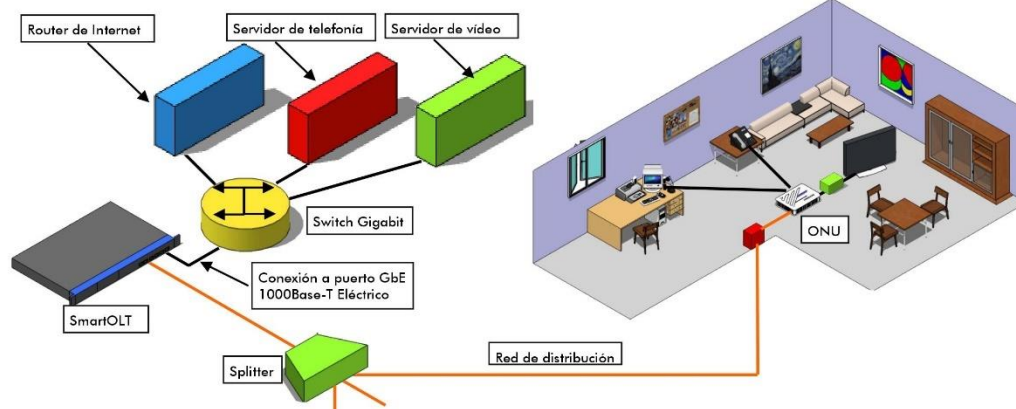 Router de Internet
Servidor de telefonía
Servidor de vídeo
Switch Gigabit
Conexión a puerto GbE
1000Base-T Eléctrico
SmartOLT
Splitter
Red de distribución
ONU